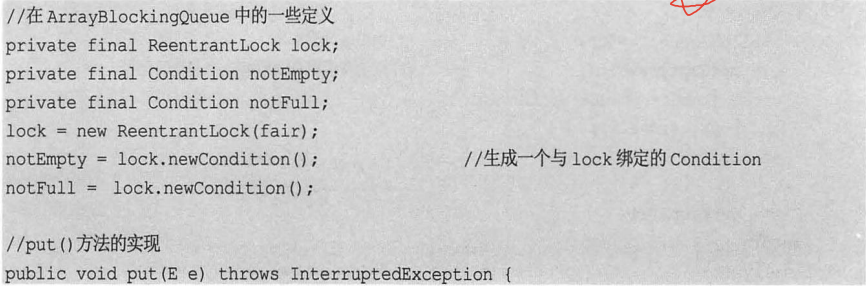 //在 ArrayBlockingQueue 中的一些定义
private final ReentrantLock lock;
private final Condition notEmpty;
private final Condition notFull;
lock = new ReentrantLock(fair);
notEmpty = lock.newCondition(); //生成一个与 lock 绑定的 Condition
notFull = lock.newCondition();
//put()方法的实现
public void put(E e) throws InterruptedException {